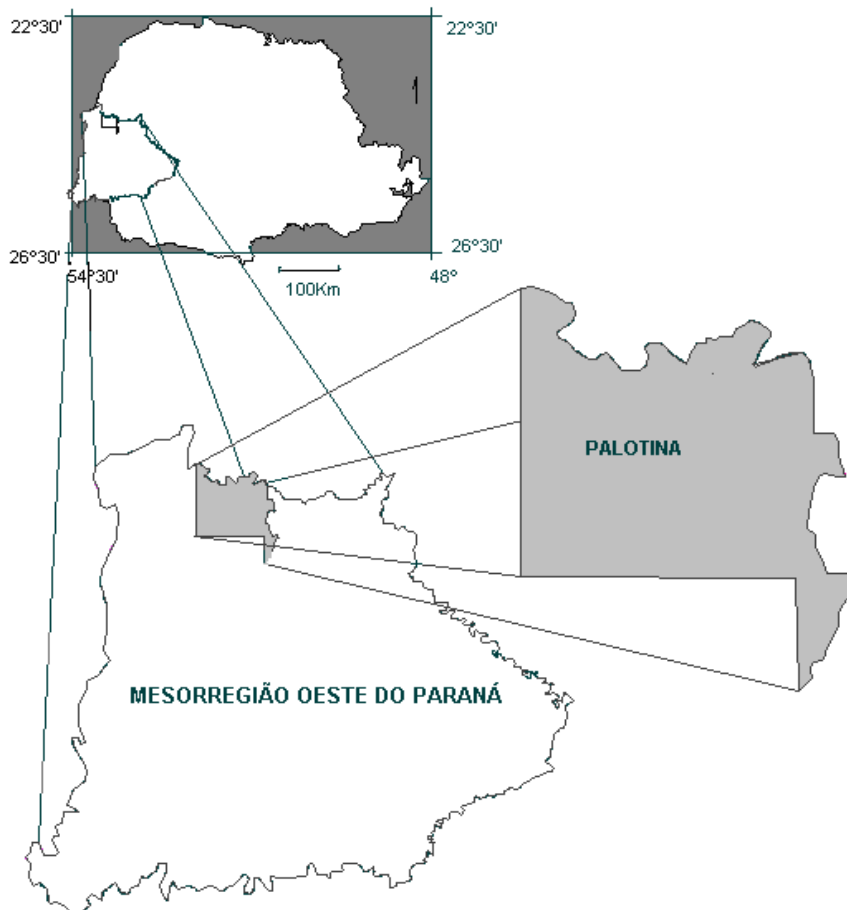 22°30'
22°30'
26°30'
26°30'
54°30'
48°
100Km
PALOTINA
MESORREGIÃO OESTE DO PARANÁ